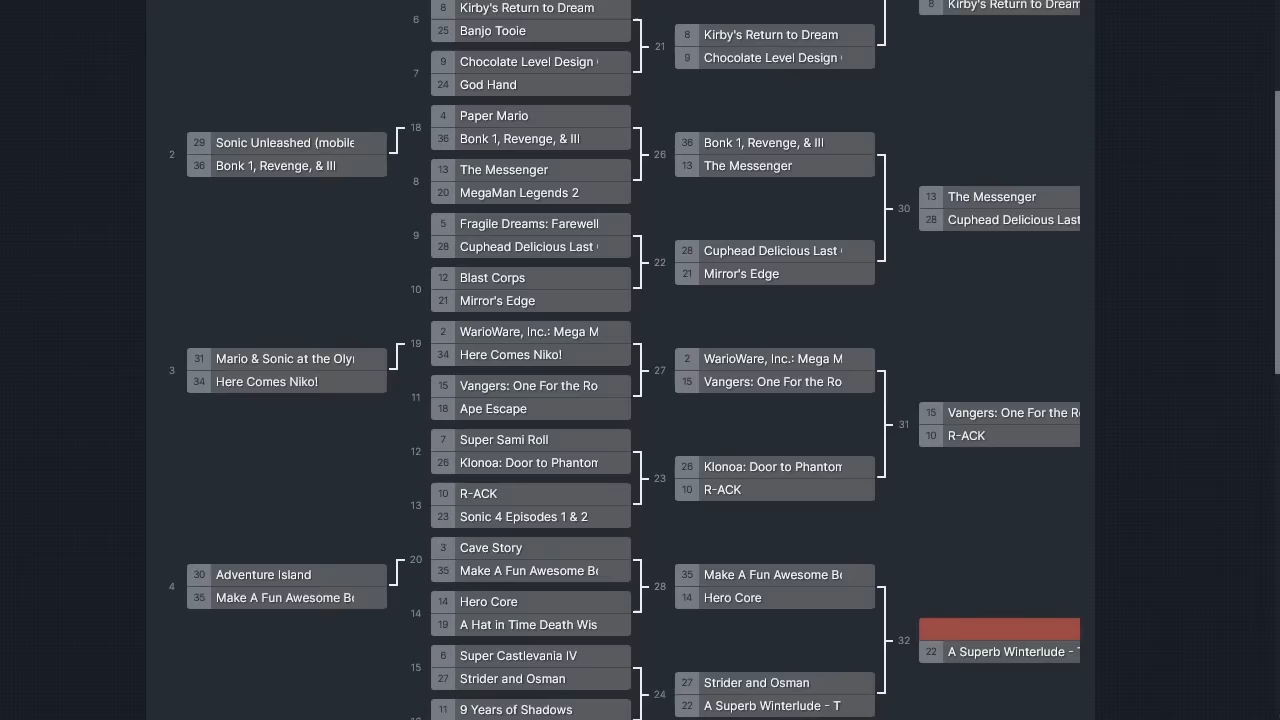 8 Kirby's Return to Dream
6
25 Banjo Tooie
9 Chocolate Level Design
7
24 God Hand
21
8 Kirby's Return to Dream
9 Chocolate Level Design
8 Kirby's Return to Dream
2
29 Sonic Unleashed (mobile
36 Bonk 1, Revenge, & III
18
4 Paper Mario
36 Bonk 1, Revenge, & III
8
13 The Messenger
20 MegaMan Legends 2
26
36 Bonk 1, Revenge, & III
13 The Messenger
9
5 Fragile Dreams: Farewell
28 Cuphead Delicious Last
10
12 Blast Corps
21 Mirror's Edge
22
28 Cuphead Delicious Last
21 Mirror's Edge
30
13 The Messenger
28 Cuphead Delicious Last
3
31 Mario & Sonic at the Oly
34 Here Comes Niko!
19
2 WarioWare, Inc.: Mega M
34 Here Comes Niko!
11
15 Vangers: One For the Ro
18 Ape Escape
27
2 WarioWare, Inc.: Mega M
15 Vangers: One For the Ro
12
7 Super Sami Roll
26 Klonoa: Door to Phantom
13
10 R-ACK
23 Sonic 4 Episodes 1 & 2
23
26 Klonoa: Door to Phantom
10 R-ACK
31
15 Vangers: One For the Ro
10 R-ACK
4
30 Adventure Island
35 Make A Fun Awesome Bo
20
3 Cave Story
35 Make A Fun Awesome Bo
14
14 Hero Core
19 A Hat in Time Death Wis
28
35 Make A Fun Awesome Bo
14 Hero Core
15
6 Super Castlevania IV
27 Strider and Osman
11 9 Years of Shadows
24
27 Strider and Osman
22 A Superb Winterlude - T
32
22 A Superb Winterlude -